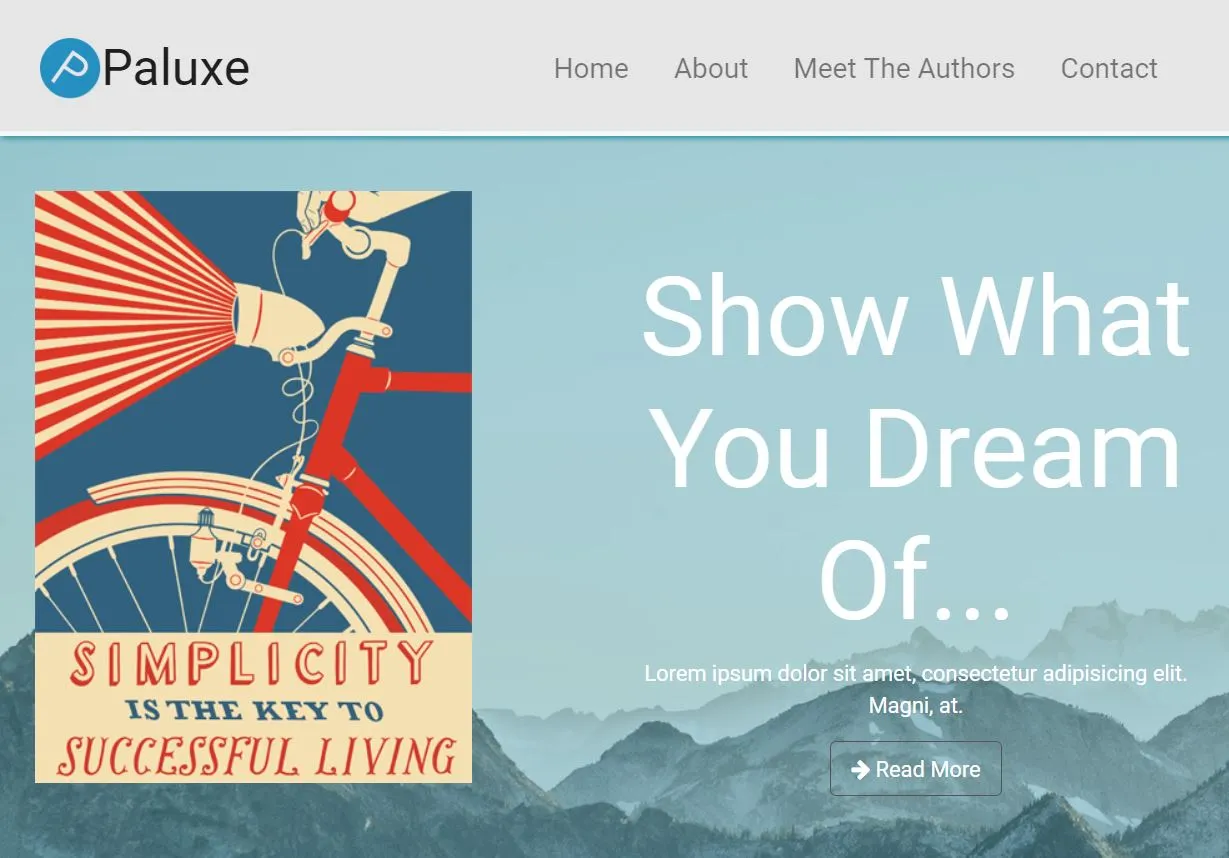 Paluxe
Home About Meet The Authors Contact
SIMPLICITY
IS THE KEY TO
SUCCESSFUL LIVING
Show What
You Dream
Of...
Lorem ipsum dolor sit amet, consectetur adipisicing elit.
Magni, at.
Read More